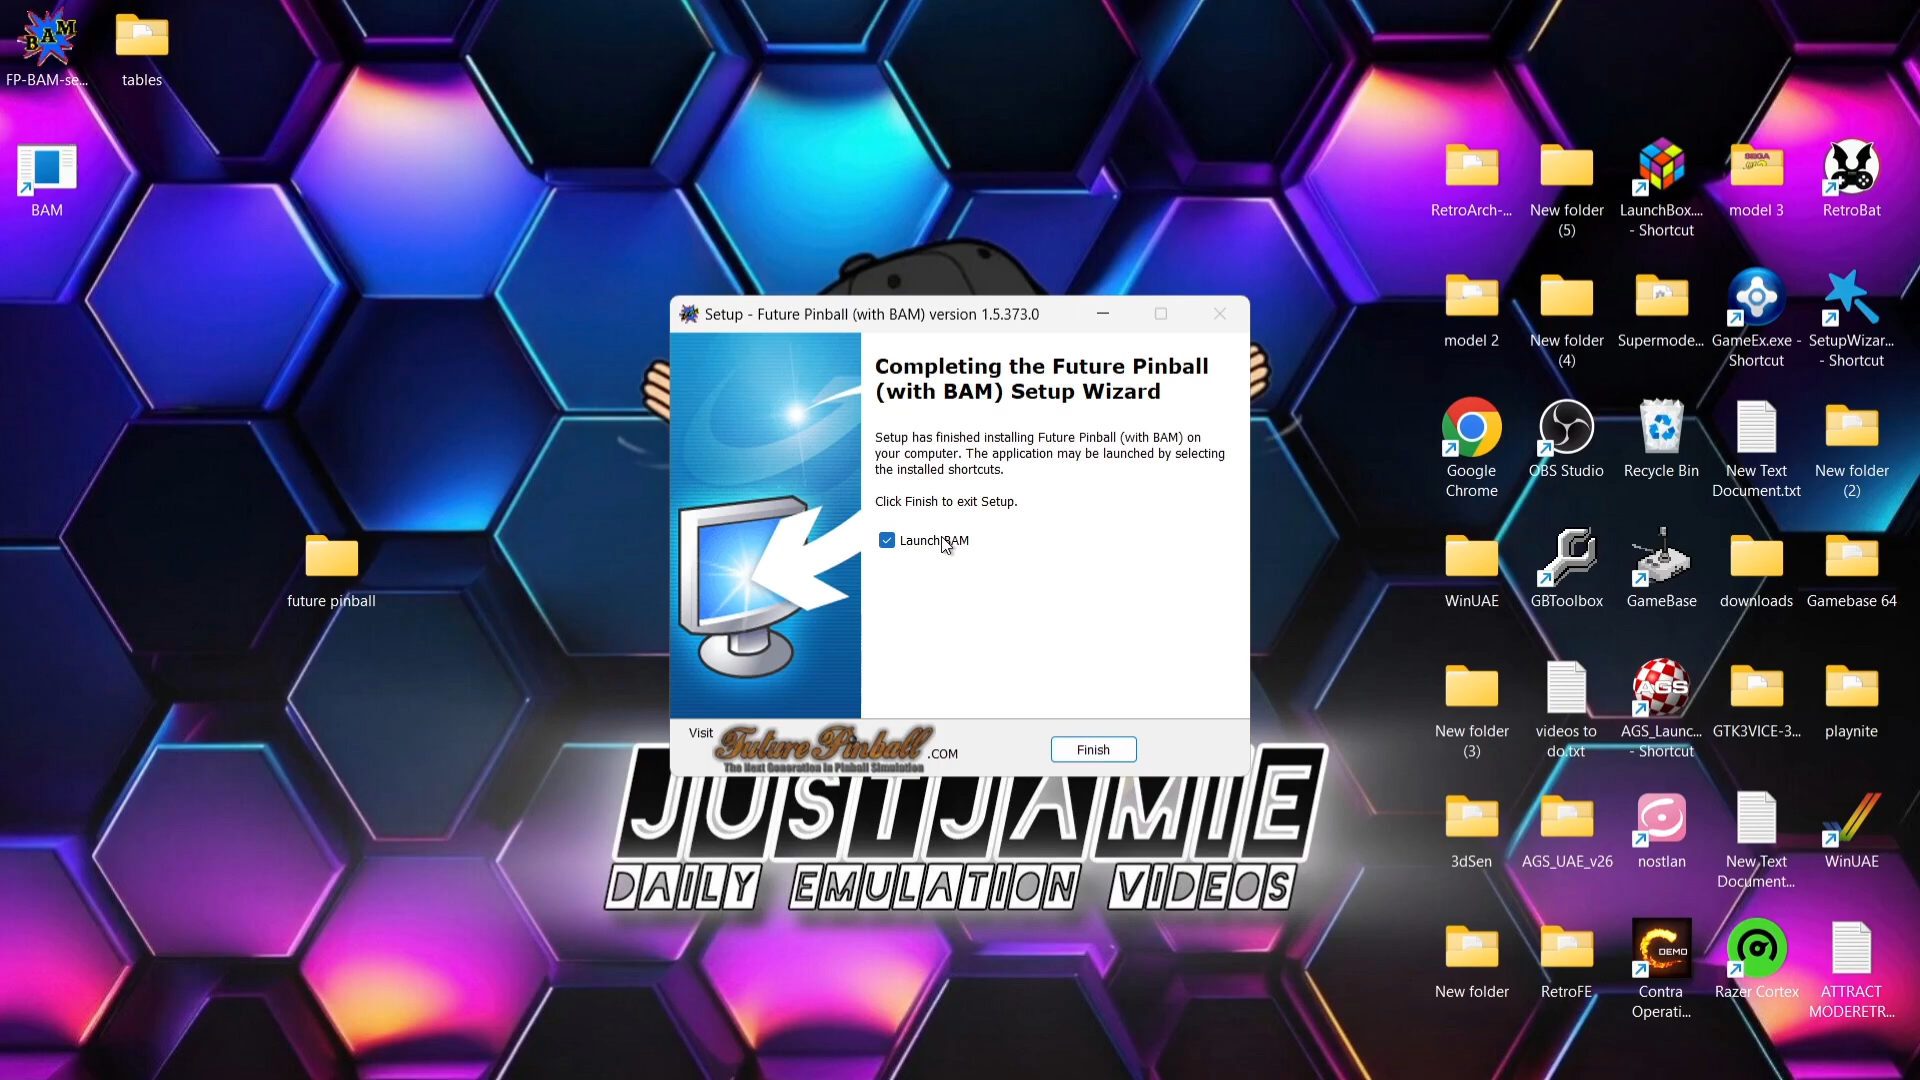 FP-BAM-se...
tables
BAM
future pinball
Setup - Future Pinball (with BAM) version 1.5.373.0
Completing the Future Pinball
(with BAM) Setup Wizard
Setup has finished installing Future Pinball (with BAM) on
your computer. The application may be launched by selecting
the installed shortcuts.
Click Finish to exit Setup.
Launch BAM
Visit
Future Pinball
.COM
The Next Generation in Pinball Simulation
Finish
JUSTJAMIE
DAILY EMULATION VIDEOS
RetroArch-...
New folder
(5)
LaunchBox....
- Shortcut
model 3
RetroBat
model 2
New folder
(4)
Supermode...
GameEx.exe -
Shortcut
SetupWizar...
- Shortcut
Google
Chrome
OBS Studio
Recycle Bin
New Text
Document.txt
New folder
(2)
WinUAE
GBToolbox
GameBase
downloads
Gamebase 64
New folder
(3)
videos to
do.txt
AGS
AGS_Launc...
- Shortcut
GTK3VICE-3...
playnite
3dSen
AGS_UAE_v26
nostlan
New Text
Document...
WinUAE
New folder
RetroFE
DEMO
Contra
Operati...
Razer Cortex
ATTRACT
MODERETR...